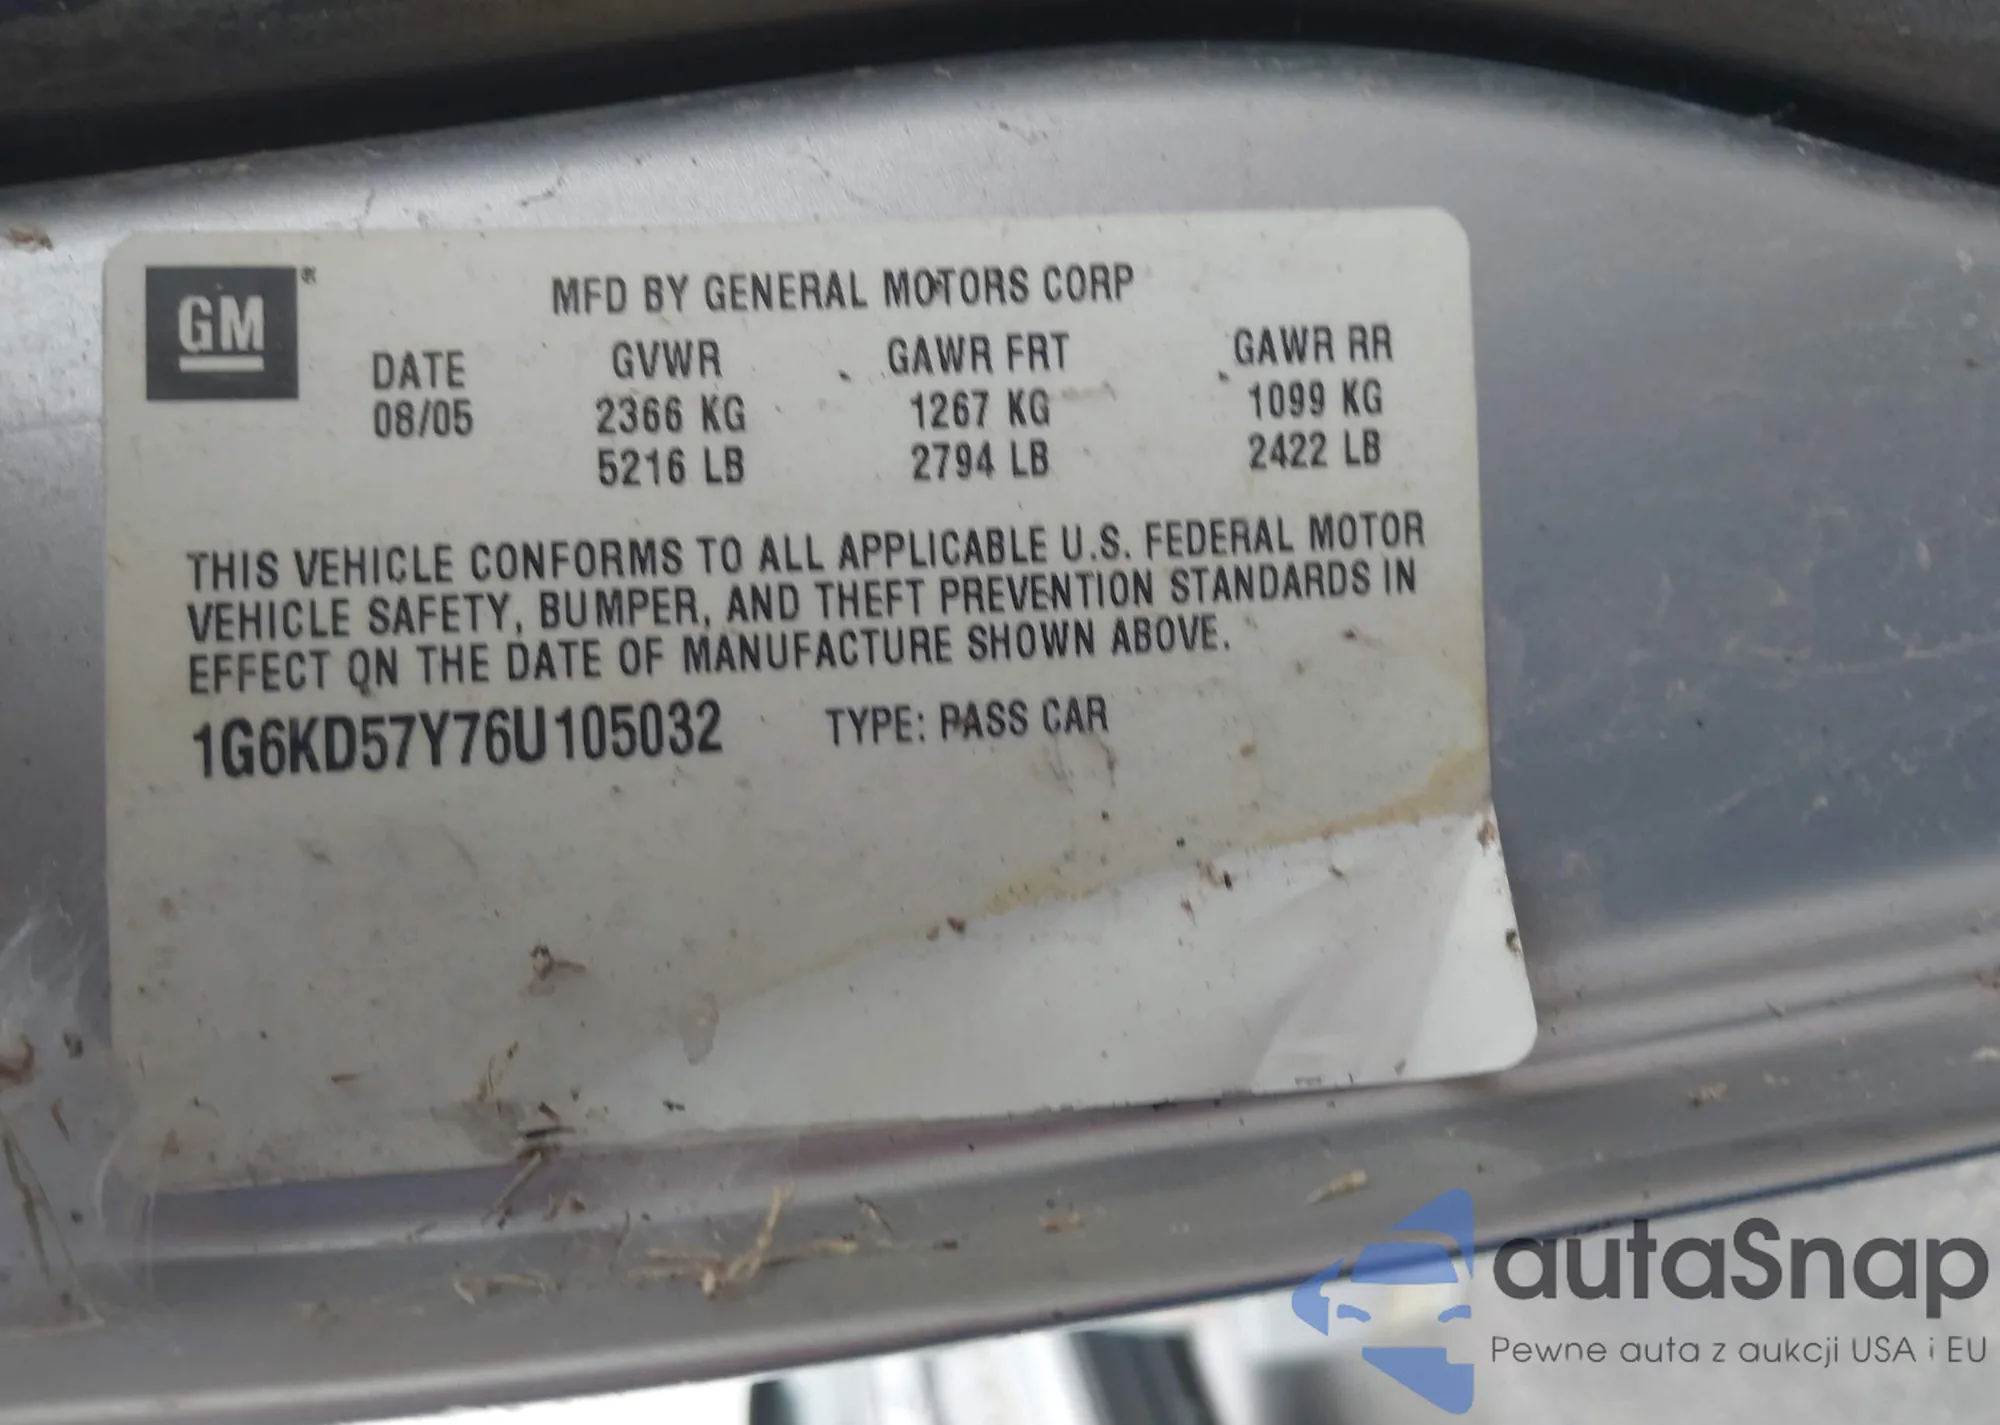 GM ®
MFD BY GENERAL MOTORS CORP
DATE GVWR GAWR FRT GAWR RR
08/05 2366 KG 1267 KG 1099 KG
5216 LB 2794 LB 2422 LB
THIS VEHICLE CONFORMS TO ALL APPLICABLE U.S. FEDERAL MOTOR
VEHICLE SAFETY, BUMPER, AND THEFT PREVENTION STANDARDS IN
EFFECT ON THE DATE OF MANUFACTURE SHOWN ABOVE.
1G6KD57Y76U105032 TYPE: PASS CAR
autaSnap
Pewne auta z aukcji USA i EU